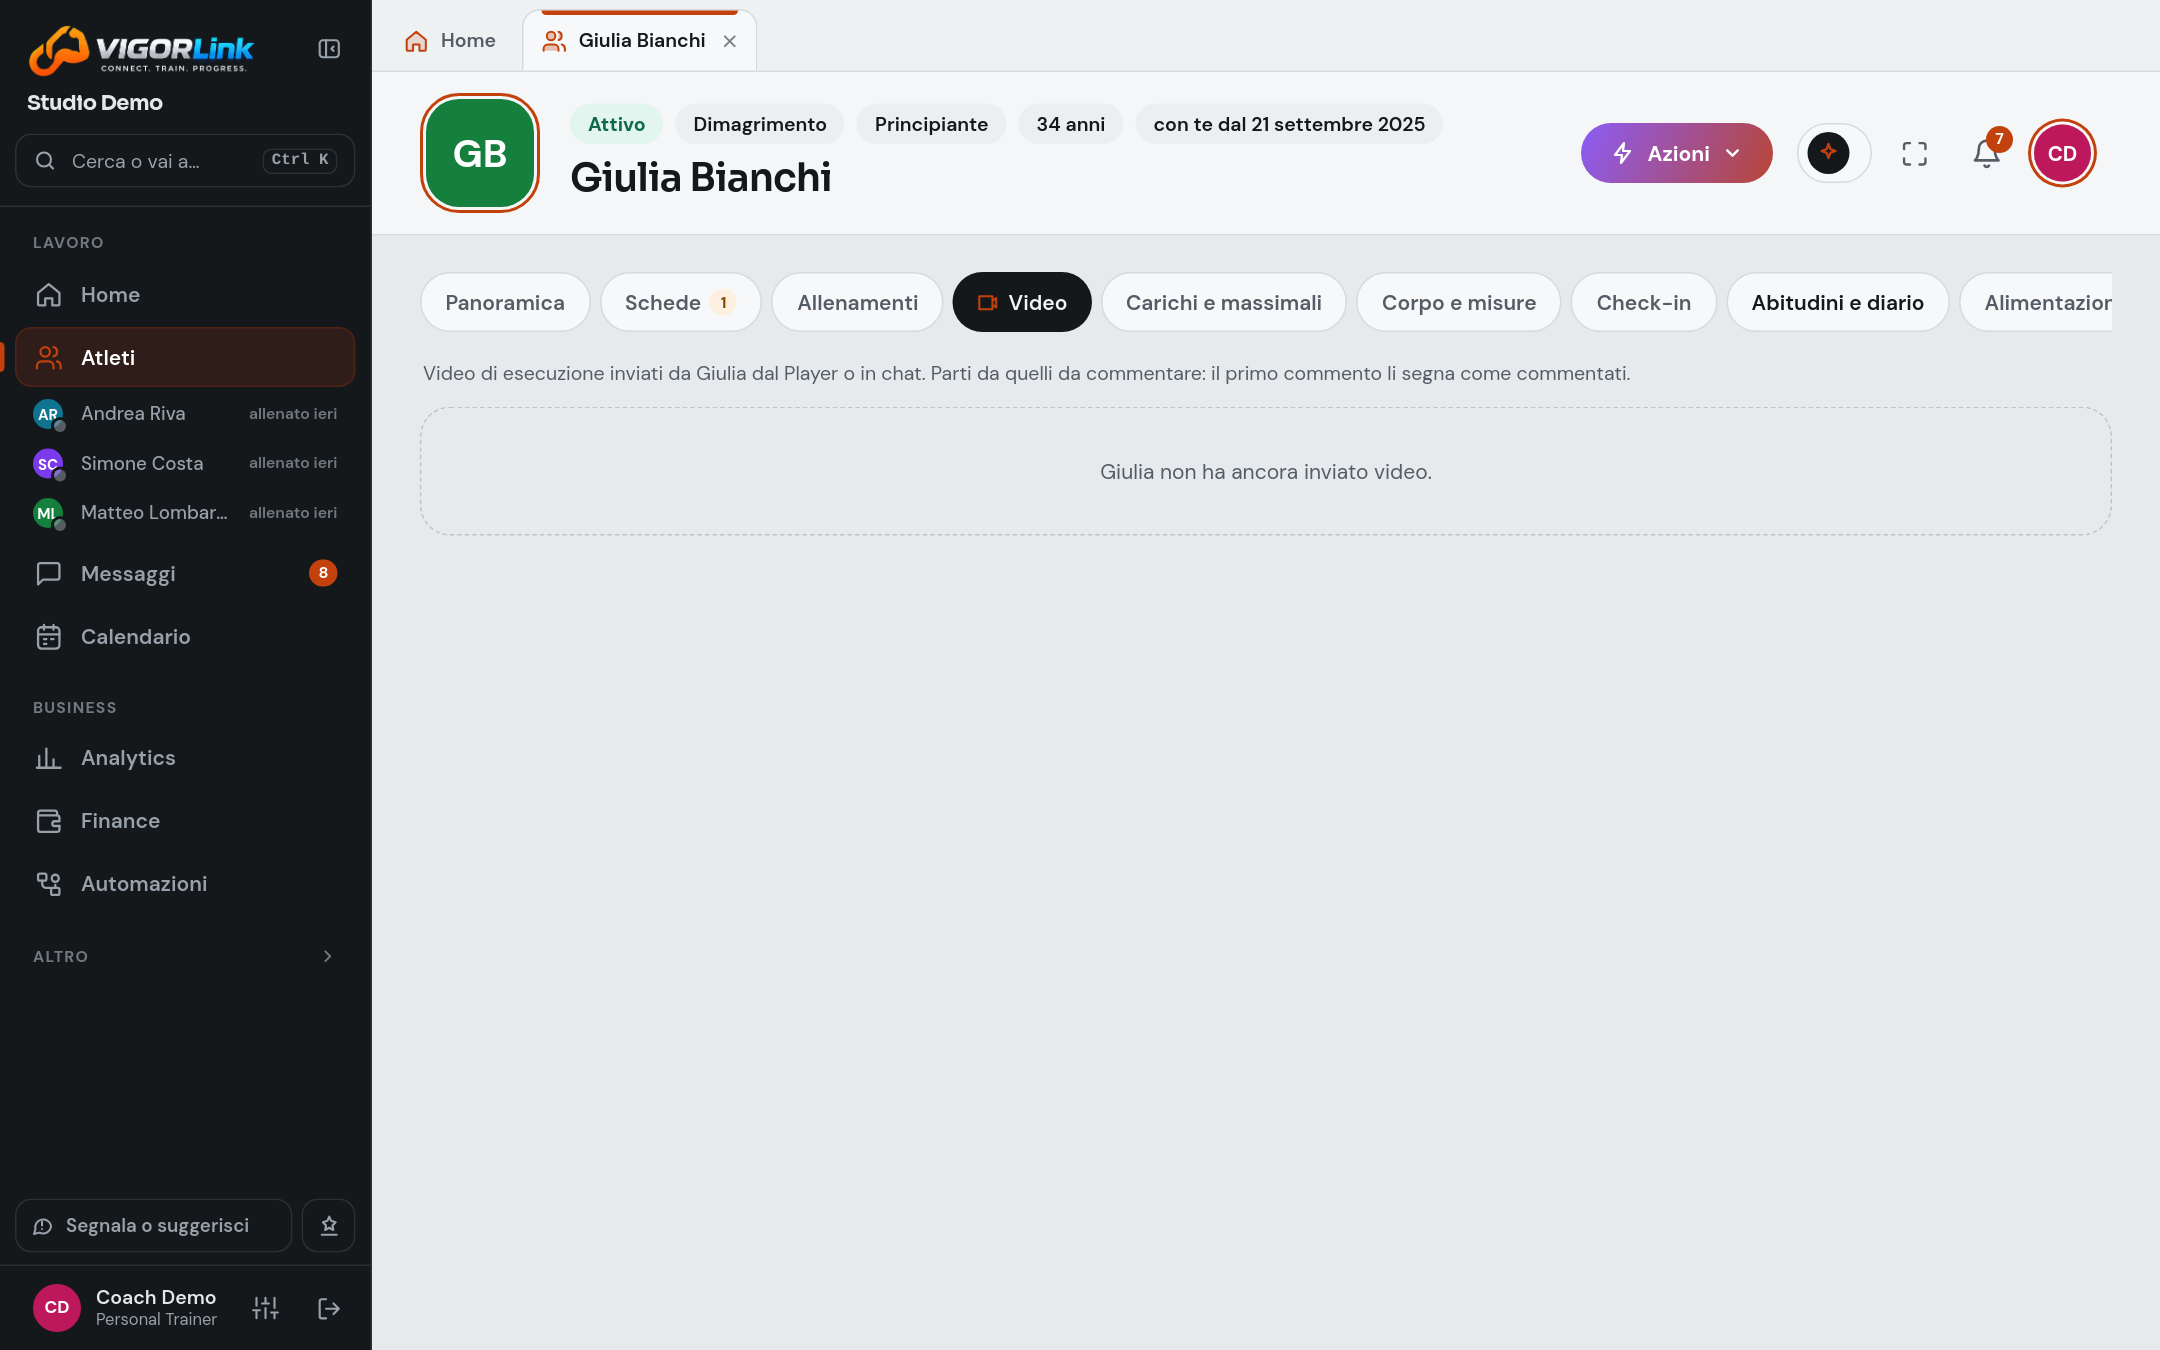 VIGORLink
CONNECT. TRAIN. PROGRESS.
Studio Demo
Cerca o vai a...
Ctrl K
LAVORO
Home
Atleti
AR Andrea Riva allenato ieri
SC Simone Costa allenato ieri
Matteo Lombar... allenato ieri
Messaggi 8
Calendario
BUSINESS
Analytics
Finance
Automazioni
ALTRO
Segnala o suggerisci
CD
Coach Demo
Personal Trainer
Home
Giulia Bianchi
GB
Attivo
Dimagrimento
Principiante
34 anni
con te dal 21 settembre 2025
Giulia Bianchi
Azioni
7
CD
Panoramica
Schede 1
Allenamenti
Video
Carichi e massimali
Corpo e misure
Check-in
Abitudini e diario
Alimentazion
Video di esecuzione inviati da Giulia dal Player o in chat. Parti da quelli da commentare: il primo commento li segna come commentati.
Giulia non ha ancora inviato video.